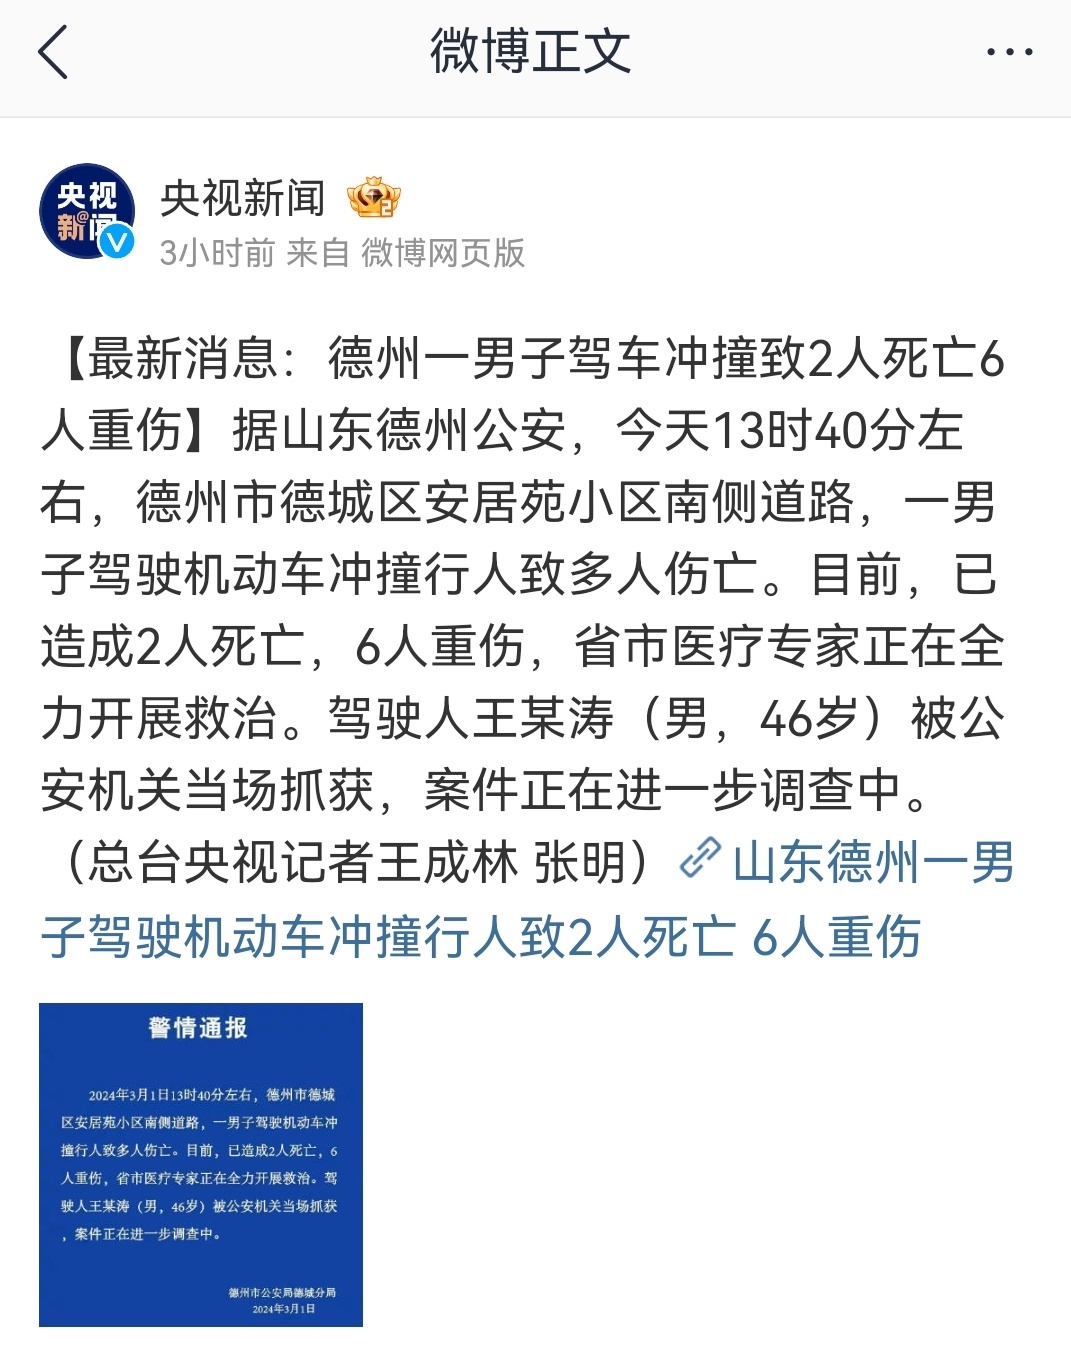 微博正文
央视新闻
央视
新闻
3小时前 来自 微博网页版
【最新消息：德州一男子驾车冲撞致2人死亡6
人重伤】据山东德州公安，今天13时40分左
右，德州市德城区安居苑小区南侧道路，一男
子驾驶机动车冲撞行人致多人伤亡。目前，已
造成2人死亡，6人重伤，省市医疗专家正在全
力开展救治。驾驶人王某涛（男，46岁）被公
安机关当场抓获，案件正在进一步调查中。
（总台央视记者王成林 张明）山东德州一男
子驾驶机动车冲撞行人致2人死亡 6人重伤
警情通报
2024年3月1日13时40分左右，德州市德城
区安居苑小区南侧道路，一男子驾驶机动车冲
撞行人致多人伤亡。目前，已造成2人死亡，6
人重伤，省市医疗专家正在全力开展救治。驾
驶人王某涛（男，46岁）被公安机关当场抓获
，案件正在进一步调查中。
德州市公安局德城分局
2024年3月1日